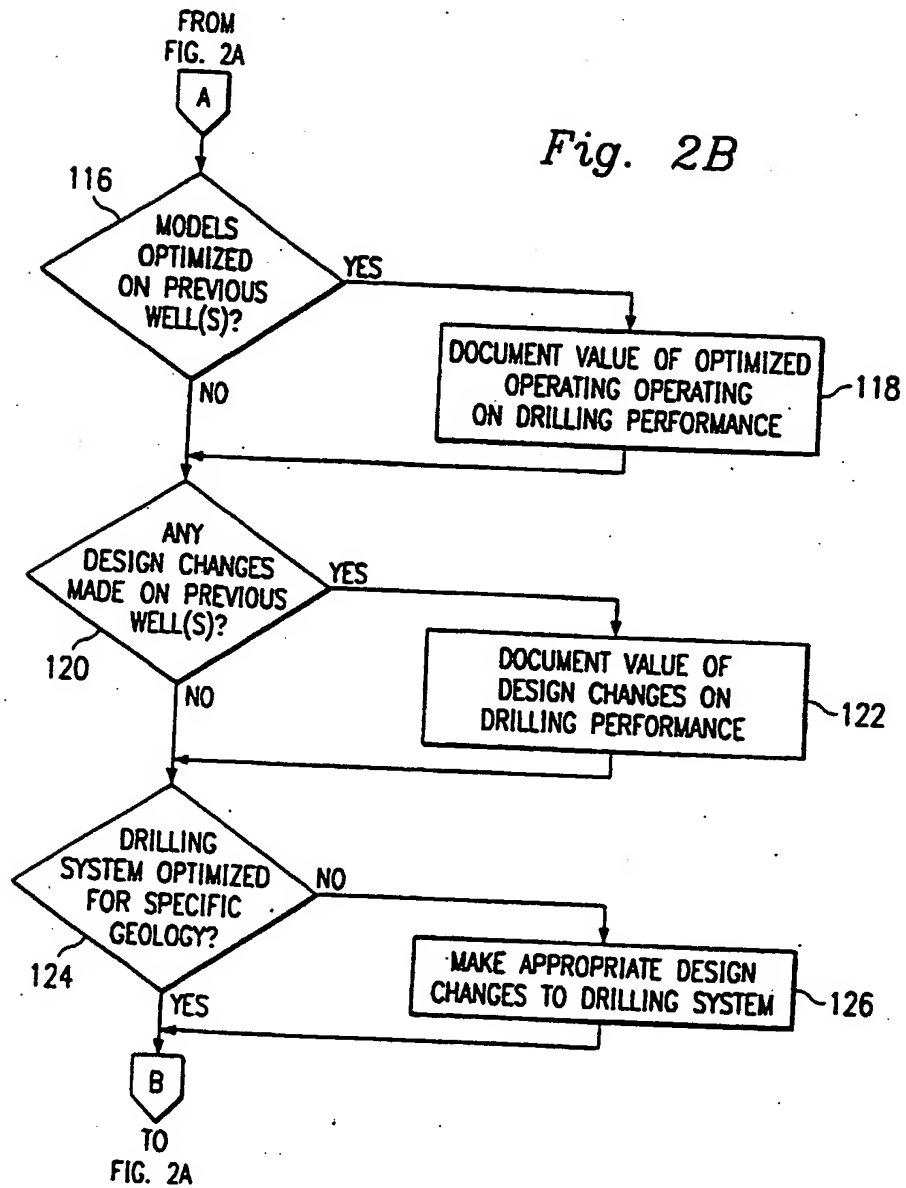 FROM
FIG. 2A
A
Fig. 2B
116
MODELS
OPTIMIZED
ON PREVIOUS
WELL(S)?
YES
NO
DOCUMENT VALUE OF OPTIMIZED
OPERATING OPERATING
ON DRILLING PERFORMANCE
118
ANY
DESIGN CHANGES
MADE ON PREVIOUS
WELL(S)?
120
YES
NO
DOCUMENT VALUE OF
DESIGN CHANGES ON
DRILLING PERFORMANCE
122
DRILLING
SYSTEM OPTIMIZED
FOR SPECIFIC
GEOLOGY?
124
NO
YES
MAKE APPROPRIATE DESIGN
CHANGES TO DRILLING SYSTEM
126
B
TO
FIG. 2A